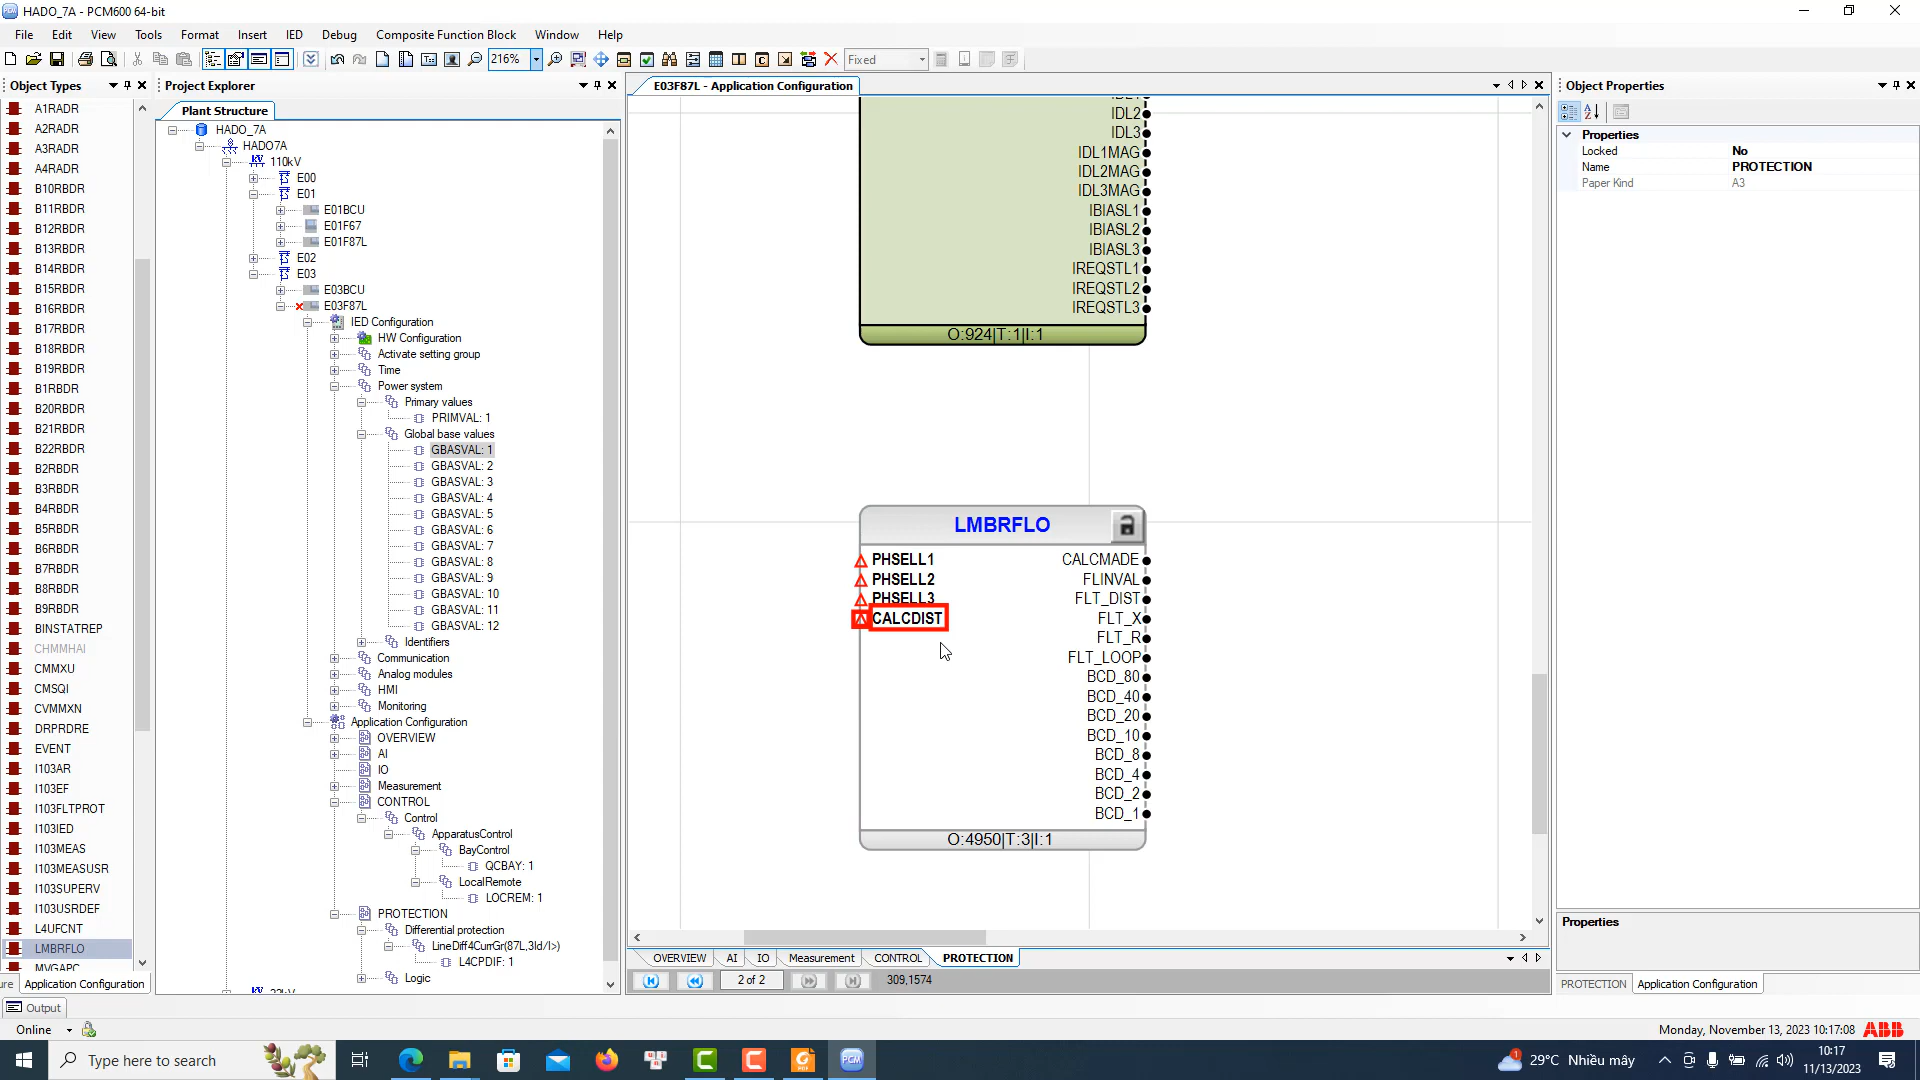 HADO_7A - PCM600 64-bit
File Edit View Tools Format Insert IED Debug Composite Function Block Window Help
216%
Fixed
Object Types
A1RADR
A2RADR
A3RADR
A4RADR
B10RBDR
B11RBDR
B12RBDR
B13RBDR
B14RBDR
B15RBDR
B16RBDR
B17RBDR
B18RBDR
B19RBDR
B1RBDR
B20RBDR
B21RBDR
B22RBDR
B2RBDR
B3RBDR
B4RBDR
B5RBDR
B6RBDR
B7RBDR
B8RBDR
B9RBDR
BINSTATREP
CHMMHAI
CMMXU
CMSQI
CVMMXN
DRPRDRE
EVENT
I103AR
I103EF
I103FLTPROT
I103IED
I103MEAS
I103MEASUSR
I103SUPERV
I103USRDEF
L4UFCNT
LMBRFLO
MVGAPC
Application Configuration
Project Explorer
Plant Structure
HADO_7A
HADO7A
110kV
E00
E01
E01BCU
E01F67
E01F87L
E02
E03
E03BCU
E03F87L
IED Configuration
HW Configuration
Activate setting group
Time
Power system
Primary values
PRIMVAL: 1
Global base values
GBASVAL: 1
GBASVAL: 2
GBASVAL: 3
GBASVAL: 4
GBASVAL: 5
GBASVAL: 6
GBASVAL: 7
GBASVAL: 8
GBASVAL: 9
GBASVAL: 10
GBASVAL: 11
GBASVAL: 12
Identifiers
Communication
Analog modules
HMI
Monitoring
Application Configuration
OVERVIEW
AI
IO
Measurement
CONTROL
Control
ApparatusControl
BayControl
QCBAY: 1
LocalRemote
LOCREM: 1
PROTECTION
Differential protection
LineDiff4CurrGr(87L,3Id/I>)
L4CPDIF: 1
Logic
E03F87L - Application Configuration
IDL1
IDL2
IDL3
IDL1MAG
IDL2MAG
IDL3MAG
IBIASL1
IBIASL2
IBIASL3
IREQSTL1
IREQSTL2
IREQSTL3
O:924|T:1|I:1
LMBRFLO
PHSELL1 CALCMADE
PHSELL2 FLINVAL
PHSELL3 FLT_DIST
CALCDIST FLT_X
FLT_R
FLT_LOOP
BCD_80
BCD_40
BCD_20
BCD_10
BCD_8
BCD_4
BCD_2
BCD_1
O:4950|T:3|I:1
OVERVIEW AI IO Measurement CONTROL PROTECTION
2 of 2 309,1574
Object Properties
Properties
Locked No
Name PROTECTION
Paper Kind A3
Properties
PROTECTION Application Configuration
Output
Online
Monday, November 13, 2023 10:17:08 ABB
Type here to search
PCM
29°C Nhiều mây
10:17
11/13/2023